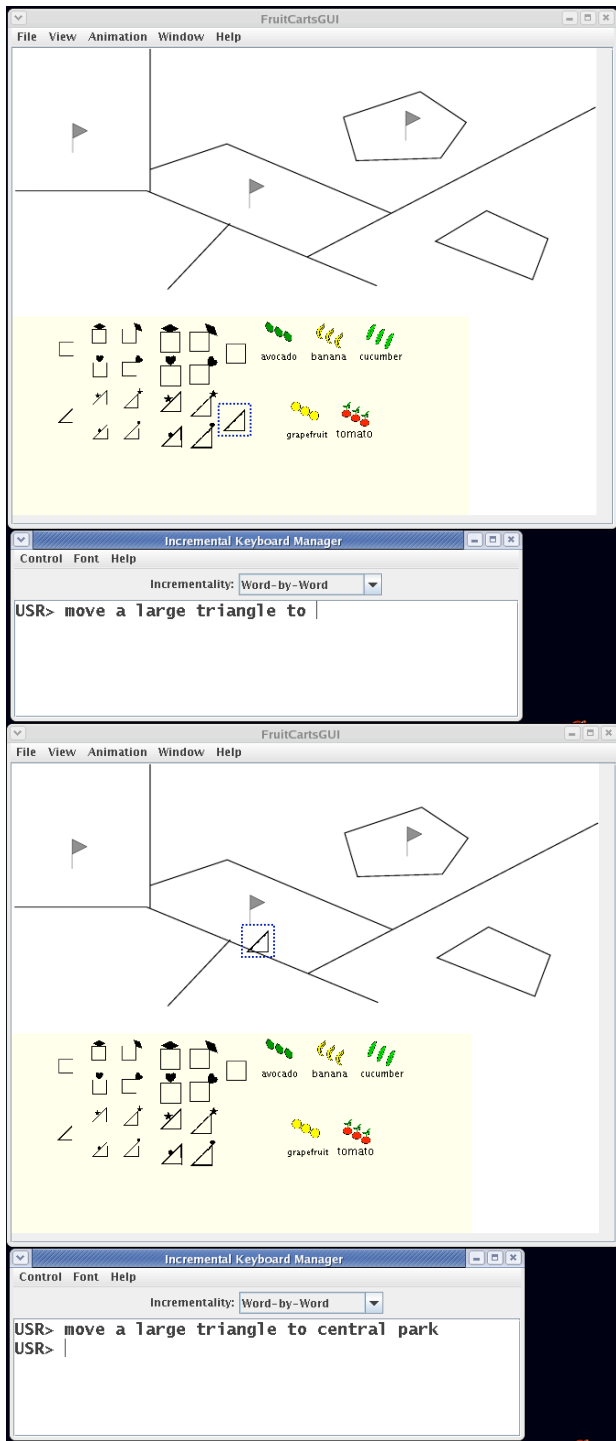 FruitCartsGUI
File View Animation Window Help
avocado banana cucumber
grapefruit tomato
Incremental Keyboard Manager
Control Font Help
Incrementality: Word-by-Word
USR> move a large triangle to
FruitCartsGUI
File View Animation Window Help
avocado banana cucumber
grapefruit tomato
Incremental Keyboard Manager
Control Font Help
Incrementality: Word-by-Word
USR> move a large triangle to central park
USR>